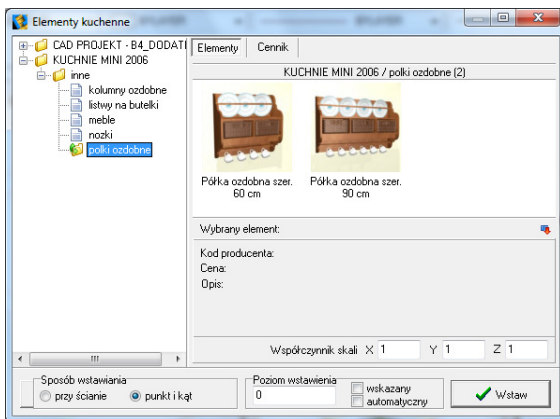 Elementy kuchenne
CAD PROJEKT - B4_DODATI
KUCHNIE MINI 2006
inne
kolumny ozdobne
listwy na butelki
meble
nozki
polki ozdobne
Elementy Cennik
KUCHNIE MINI 2006 / polki ozdobne (2)
Półka ozdobna szer. 60 cm
Półka ozdobna szer. 90 cm
Wybrany element:
Kod producenta:
Cena:
Opis:
Współczynnik skali X 1 Y 1 Z 1
Sposób wstawiania
przy ścianie punkt i kąt
Poziom wstawienia
0
wskazany
automatyczny
Wstaw